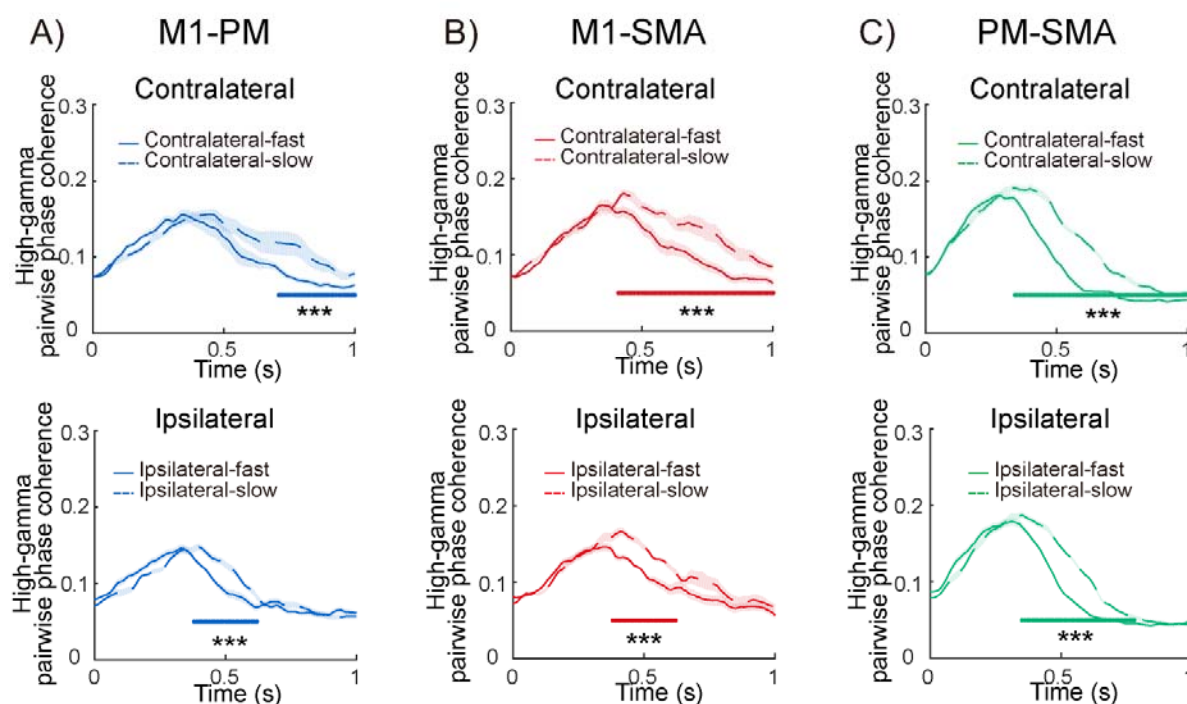 A) M1-PM
Contralateral
High-gamma
pairwise phase coherence
0.3
0.2
0.1
0
Contralateral-fast
Contralateral-slow
***
0 0.5 1
Time (s)
Ipsilateral
High-gamma
pairwise phase coherence
0.3
0.2
0.1
0
Ipsilateral-fast
Ipsilateral-slow
***
0 0.5 1
Time (s)
B) M1-SMA
Contralateral
High-gamma
pairwise phase coherence
0.3
0.2
0.1
0
Contralateral-fast
Contralateral-slow
***
0 0.5 1
Time (s)
Ipsilateral
High-gamma
pairwise phase coherence
0.3
0.2
0.1
0
Ipsilateral-fast
Ipsilateral-slow
***
0 0.5 1
Time (s)
C) PM-SMA
Contralateral
High-gamma
pairwise phase coherence
0.3
0.2
0.1
0
Contralateral-fast
Contralateral-slow
***
0 0.5 1
Time (s)
Ipsilateral
High-gamma
pairwise phase coherence
0.3
0.2
0.1
0
Ipsilateral-fast
Ipsilateral-slow
***
0 0.5 1
Time (s)